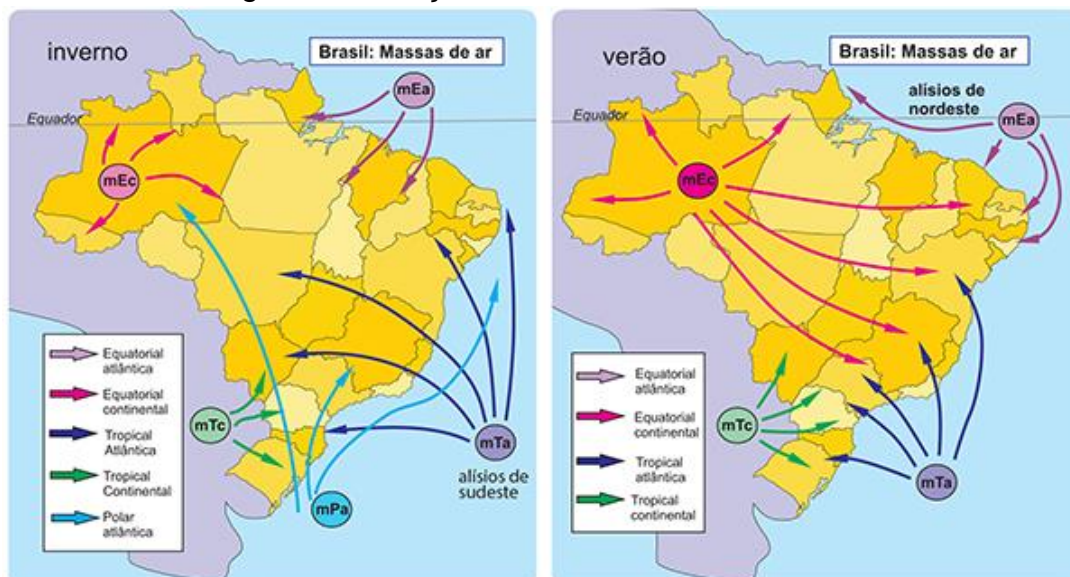 inverno
Brasil: Massas de ar
mEa
Equador
mEc
mTc
mTa
alísios de
sudeste
mPa
Equatorial
atlântica
Equatorial
continental
Tropical
Atlântica
Tropical
Continental
Polar
atlântica
verão
Brasil: Massas de ar
alísios de
nordeste
Equador
mEa
mEc
mTc
mTa
Equatorial
atlântica
Equatorial
continental
Tropical
atlântica
Tropical
continental